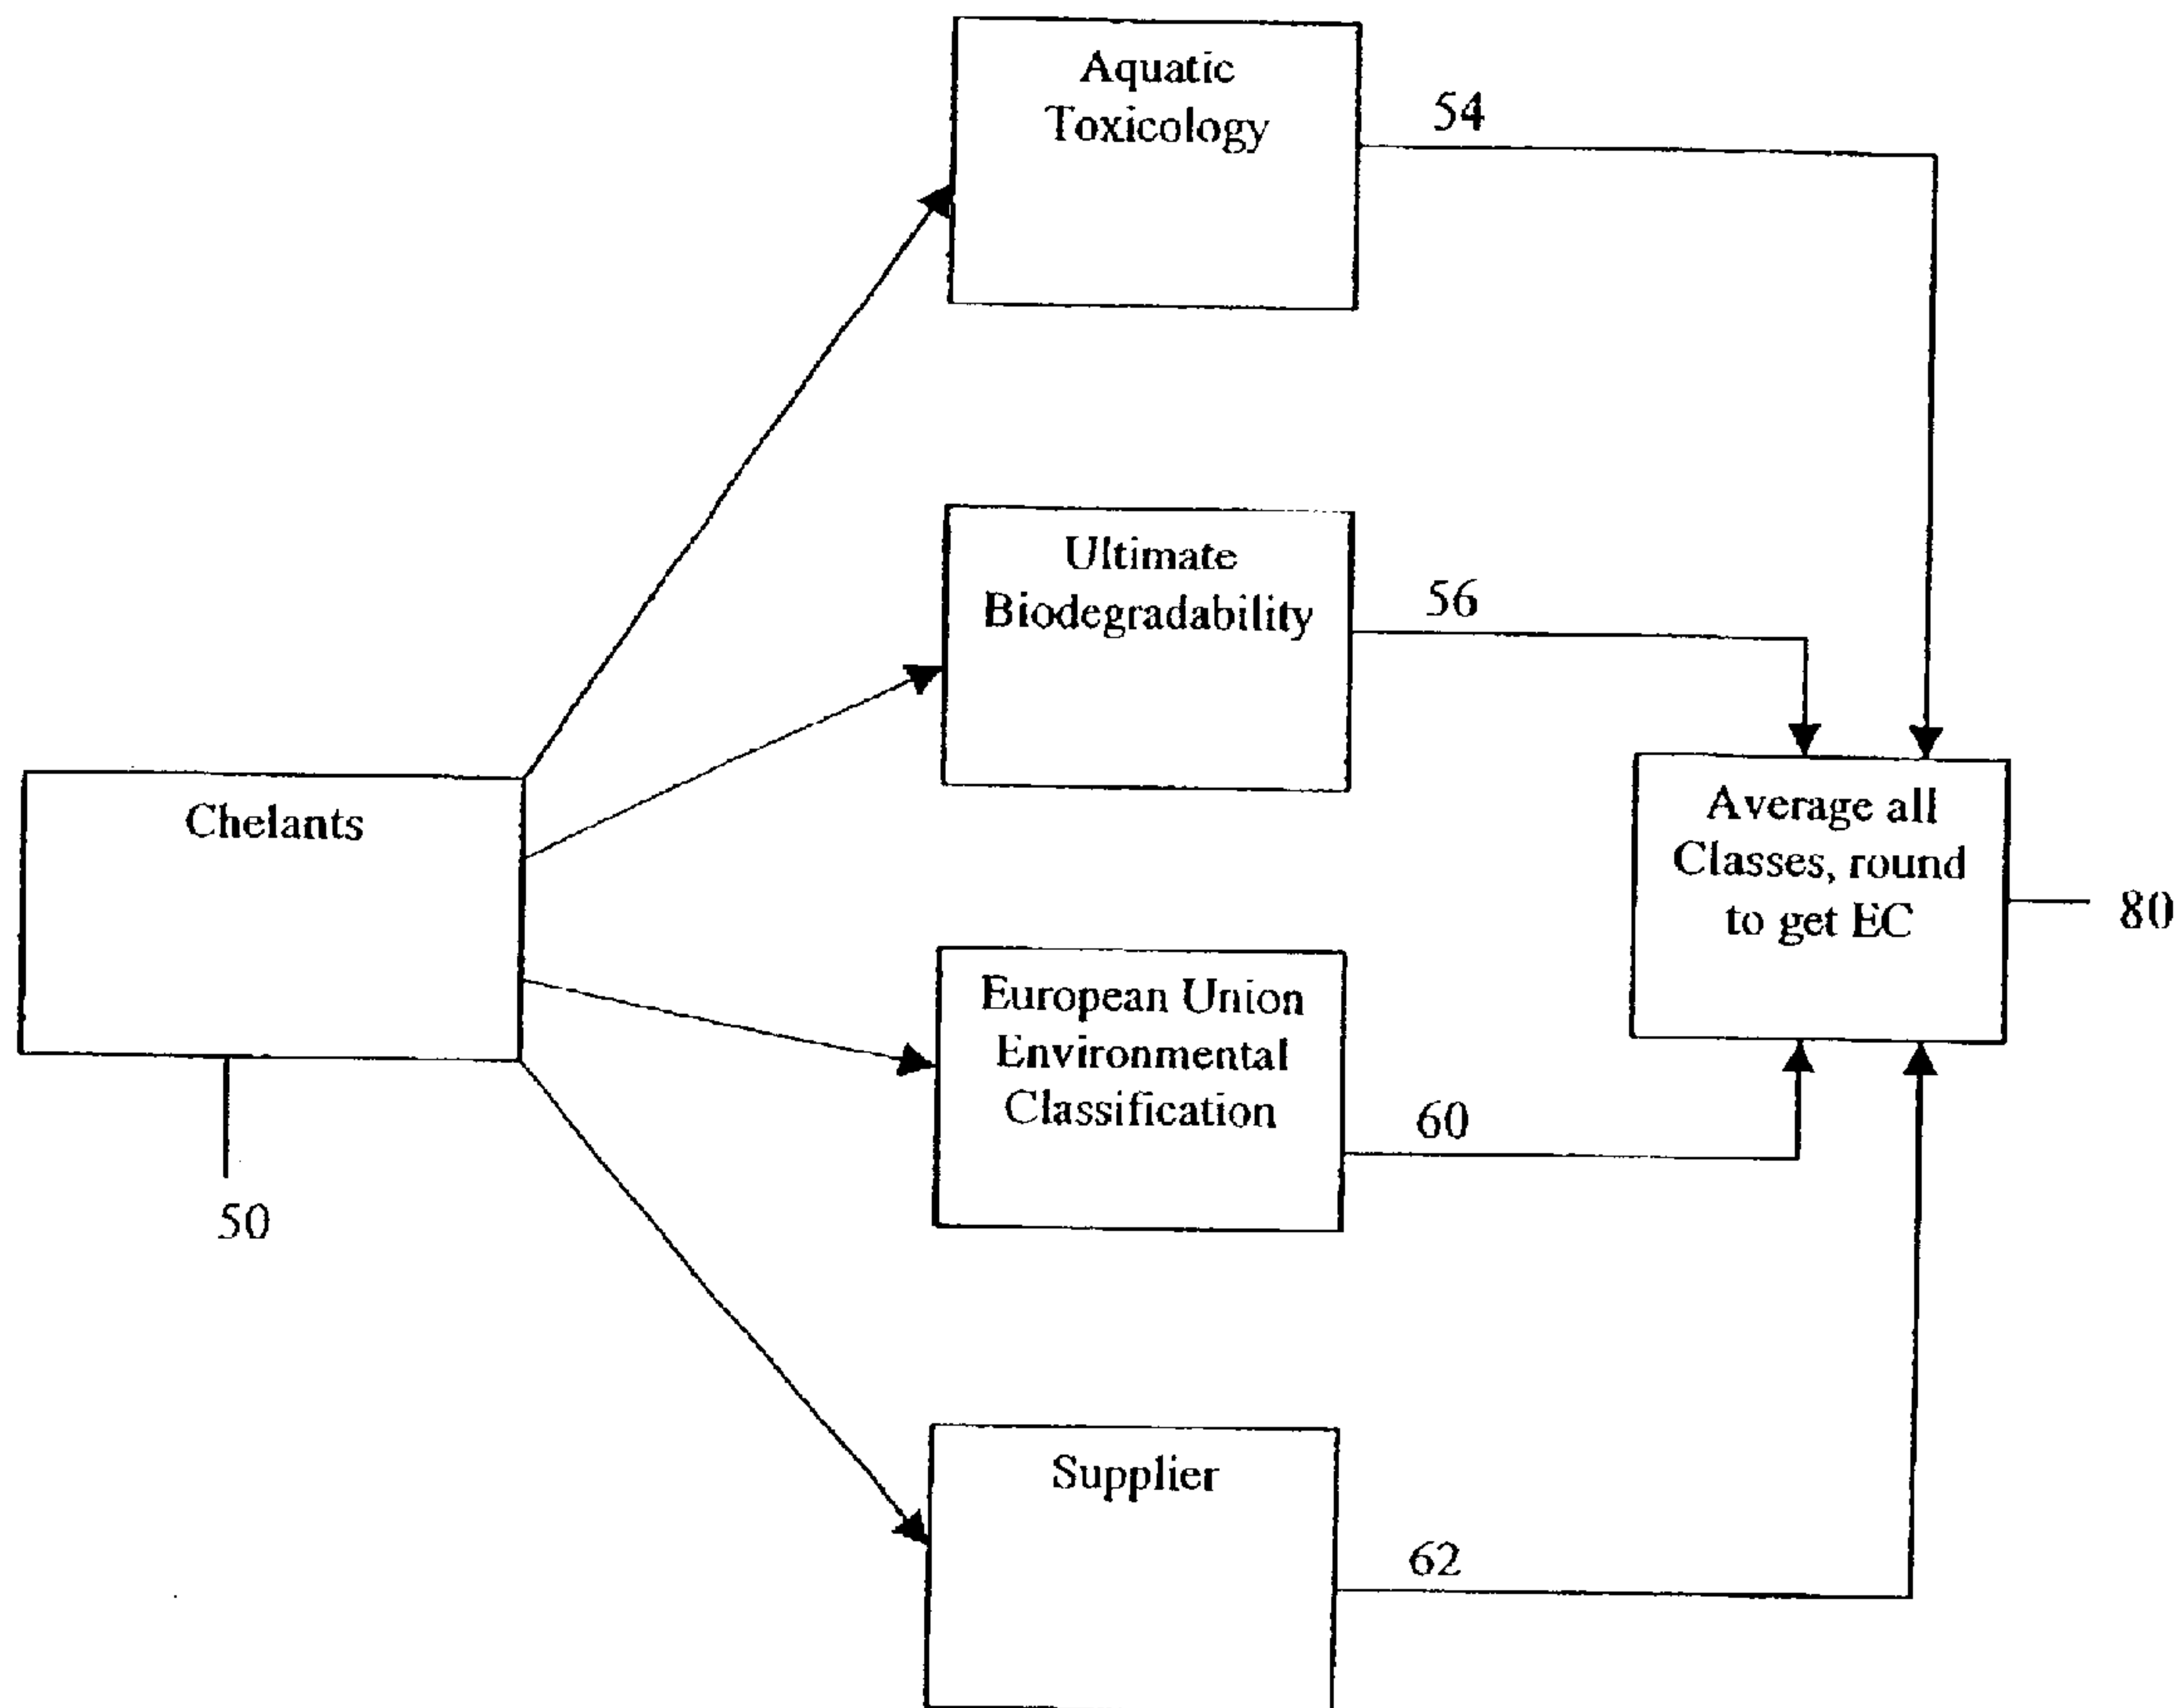 Aquatic
Toxicology
54
Ultimate
Biodegradability
56
Chelants
50
European Union
Environmental
Classification
60
Supplier
62
Average all
Classes, round
to get EC
80